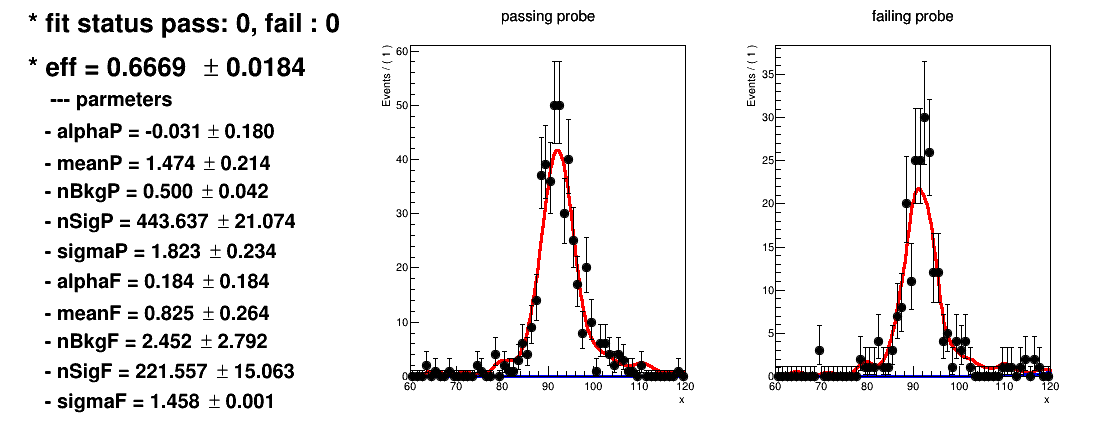 * fit status pass: 0, fail : 0
* eff = 0.6669 ± 0.0184
--- parmeters
- alphaP = -0.031 ± 0.180
- meanP = 1.474 ± 0.214
- nBkgP = 0.500 ± 0.042
- nSigP = 443.637 ± 21.074
- sigmaP = 1.823 ± 0.234
- alphaF = 0.184 ± 0.184
- meanF = 0.825 ± 0.264
- nBkgF = 2.452 ± 2.792
- nSigF = 221.557 ± 15.063
- sigmaF = 1.458 ± 0.001
passing probe
Events / ( 1 )
60
50
40
30
20
10
0
60 70 80 90 100 110 120
x
failing probe
Events / ( 1 )
35
30
25
20
15
10
5
0
60 70 80 90 100 110 120
x